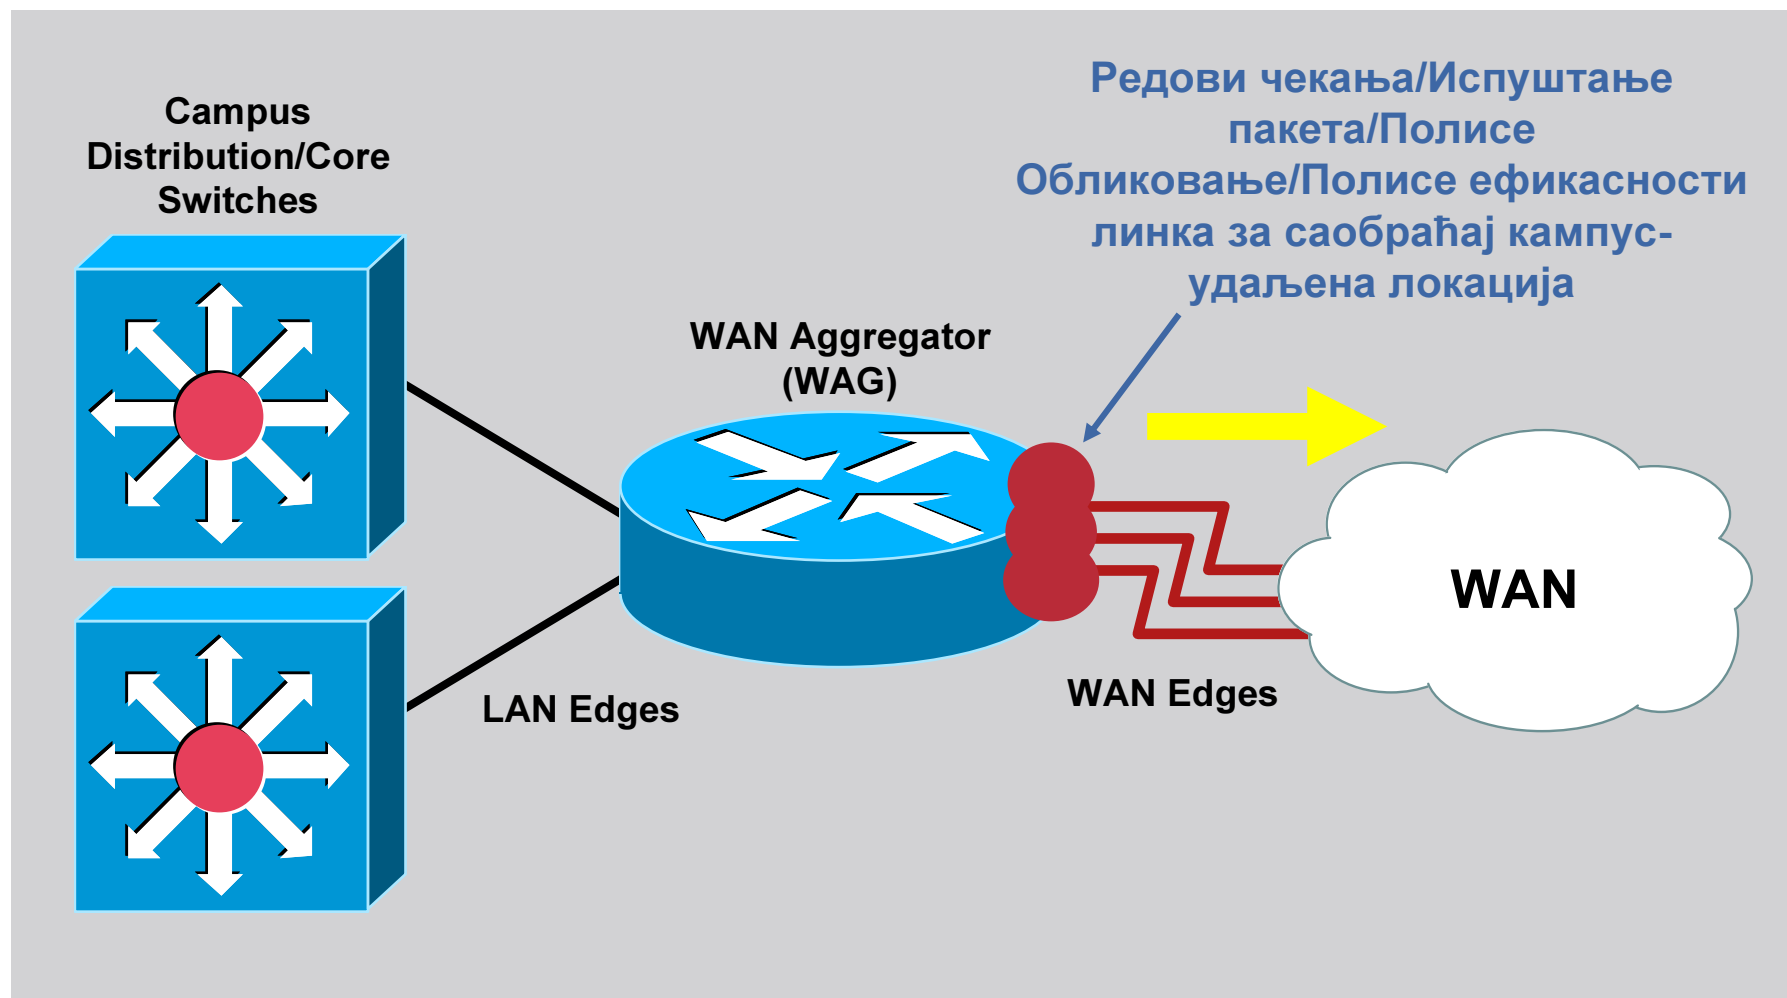 Редови чекања/Испуштање
пакета/Полисе
Обликовање/Полисе ефикасности
линка за саобраћај кампус-
удаљена локација
Campus
Distribution/Core
Switches
WAN Aggregator
(WAG)
WAN
LAN Edges
WAN Edges